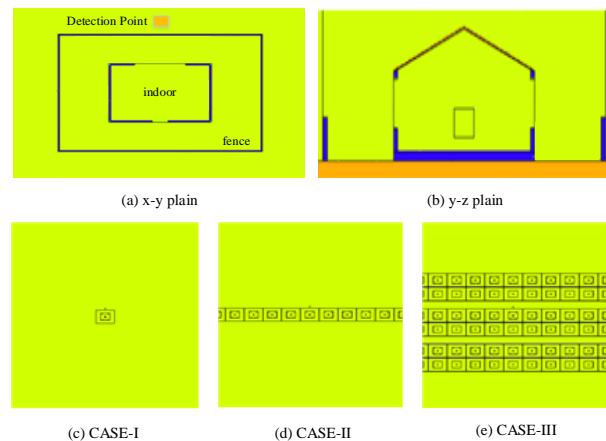 Detection Point
indoor
fence
(a) x-y plain
(b) y-z plain
(c) CASE-I
(d) CASE-II
(e) CASE-III